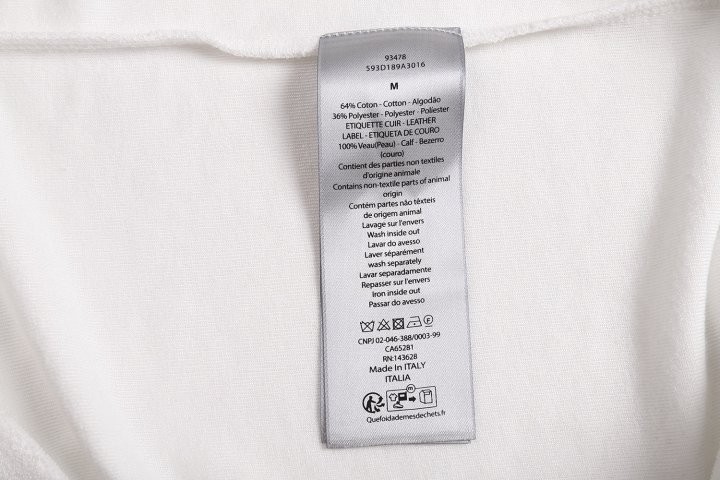 93478
S93D189A3016
M
64% Coton - Cotton - Algodão
36% Polyester - Polyester - Poliester
ETIQUETTE CUIR - LEATHER
LABEL - ETIQUETA DE COURO
100% Veau(Peau) - Calf - Bezerro
(couro)
Contient des parties non textiles
d'origine animale
Contains non-textile parts of animal
origin
Contém partes não têxteis
de origem animal
Lavage sur l'envers
Wash inside out
Lavar do avesso
Laver séparément
wash separately
Lavar separadamente
Repasser sur l'envers
Iron inside out
Passar do avesso
F
CNPJ 02-046-388/0003-99
CA65281
RN:143628
Made In ITALY
ITALIA
m
Quefoidademesdechets.fr